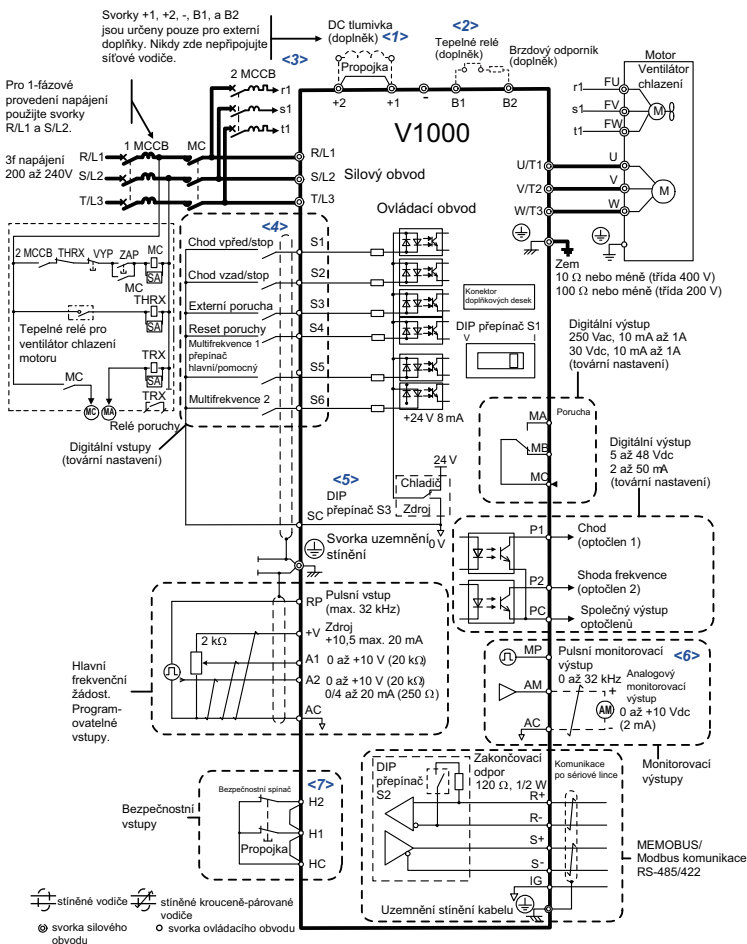 Svorky +1, +2, -, B1, a B2
jsou určeny pouze pro externí
doplňky. Nikdy zde nepřipojujte
síťové vodiče.
DC tlumivka
(doplněk)
<1>
<2>
Tepelné relé
(doplněk)
Brzdový odporník
(doplněk)
<3>
2 MCCB
r1
s1
t1
Propojka
+2
+1
-
B1
B2
Motor
Ventilátor
chlazení
r1
FU
s1
FV
t1
FW
M
Pro 1-fázové
provedení napájení
použijte svorky
R/L1 a S/L2.
1 MCCB
MC
3f napájení
200 až 240V
R/L1
S/L2
T/L3
R/L1
S/L2
T/L3
V1000
Silový obvod
Ovládací obvod
U/T1
V/T2
W/T3
U
V
W
M
Zem
10 Ω nebo méně (třída 400 V)
100 Ω nebo méně (třída 200 V)
2 MCCB
THRX
VYP
ZAP
MC
SA
MC
THRX
SA
Tepelné relé pro
ventilátor chlazení
motoru
TRX
SA
MC
TRX
MC
MA
Relé poruchy
Digitální vstupy
(tovární nastavení)
<4>
Chod vpřed/stop
S1
Chod vzad/stop
S2
Externí porucha
S3
Reset poruchy
S4
Multifrekvence 1
přepínač
hlavní/pomocný
S5
Multifrekvence 2
S6
+24 V 8 mA
Konektor
doplňkových desek
DIP přepínač S1
V
I
Digitální výstup
250 Vac, 10 mA až 1A
30 Vdc, 10 mA až 1A
(tovární nastavení)
MA
Porucha
MB
MC
<5>
DIP
přepínač S3
24 V
Chladič
Zdroj
0 V
SC
Svorka uzemnění
stínění
Digitální výstup
5 až 48 Vdc
2 až 50 mA
(tovární nastavení)
P1
Chod
(optočlen 1)
P2
Shoda frekvence
(optočlen 2)
PC
Společný výstup
optočlenů
Hlavní
frekvenční
žádost.
Program-
ovatelné
vstupy.
2 kΩ
RP
Pulsní vstup
(max. 32 kHz)
+V
Zdroj
+10,5 max. 20 mA
A1
0 až +10 V (20 kΩ)
A2
0 až +10 V (20 kΩ)
0/4 až 20 mA (250 Ω)
AC
<6>
MP
Pulsní monitorovací
výstup
0 až 32 kHz
AM
+
AM
-
Analogový
monitorovací
výstup
0 až +10 Vdc
(2 mA)
AC
Monitorovací
výstupy
<7>
Bezpečnostní
vstupy
Bezpečnostní spínač
H2
H1
Propojka
HC
DIP
přepínač
S2
Zakončovací
odpor
120 Ω, 1/2 W
Komunikace
po sériové lince
R+
R-
S+
S-
IG
Uzemnění stínění kabelu
MEMOBUS/
Modbus komunikace
RS-485/422
stíněné vodiče
stíněné krouceně-párované
vodiče
svorka silového
obvodu
svorka ovládacího obvodu